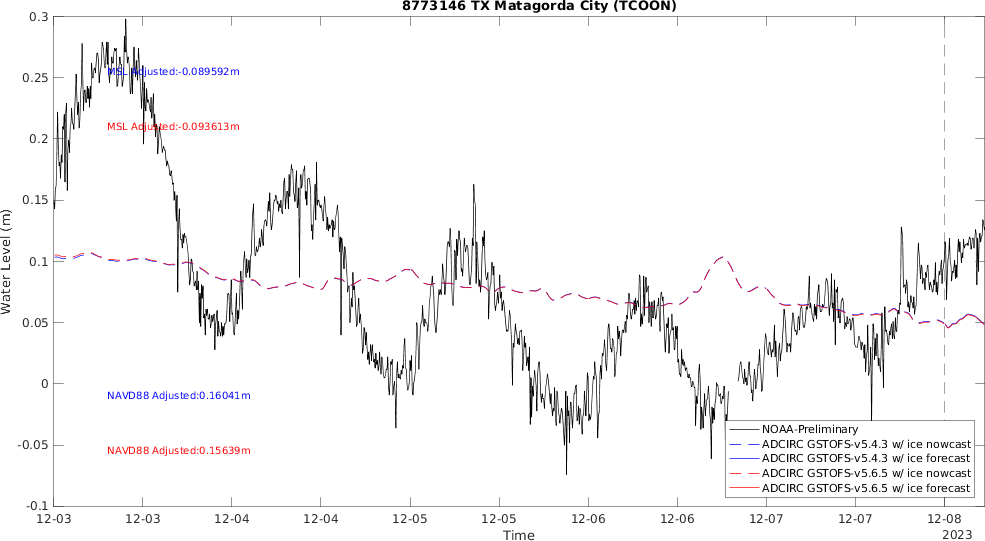 8773146 TX Matagorda City (TCOON)
0.3
0.25
0.2
0.15
0.1
0.05
0
-0.05
-0.1
Water Level (m)
MSL Adjusted:-0.089592m
MSL Adjusted:-0.093613m
NAVD88 Adjusted:0.16041m
NAVD88 Adjusted:0.15639m
NOAA-Preliminary
ADCIRC GSTOFS-v5.4.3 w/ ice nowcast
ADCIRC GSTOFS-v5.4.3 w/ ice forecast
ADCIRC GSTOFS-v5.6.5 w/ ice nowcast
ADCIRC GSTOFS-v5.6.5 w/ ice forecast
12-03 12-03 12-04 12-04 12-05 12-05 12-06 12-06 12-07 12-07 12-08
Time
2023